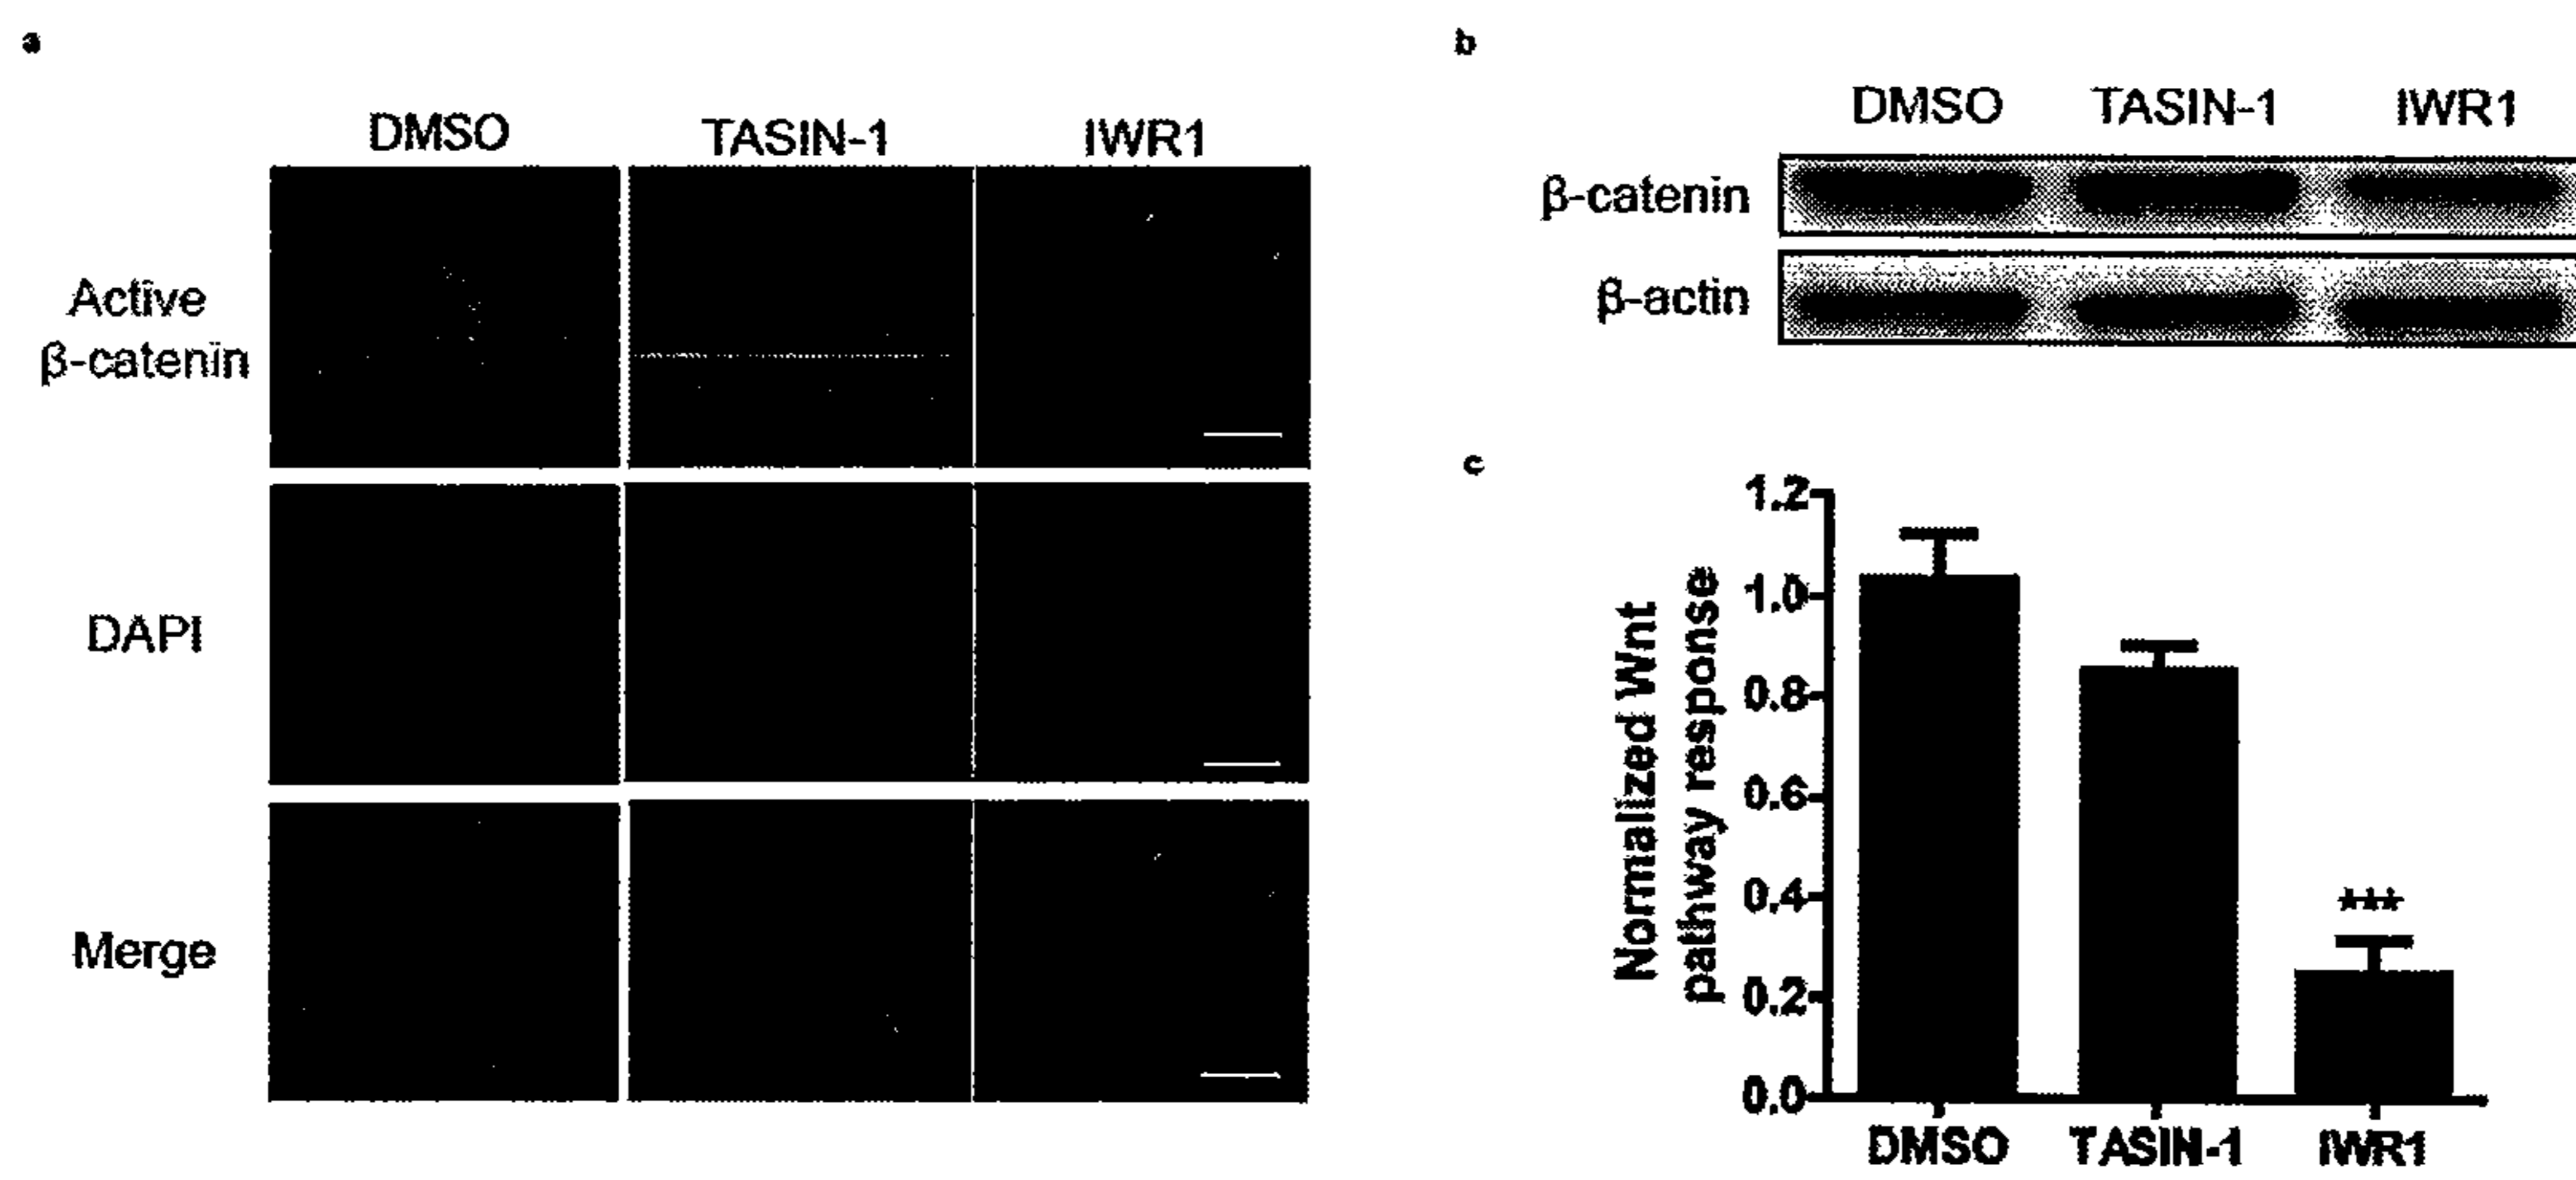 a
DMSO TASIN-1 IWR1
Active
β-catenin
DAPI
Merge
b
DMSO TASIN-1 IWR1
β-catenin
β-actin
c
Normalized Wnt
pathway response
1.2
1.0
0.8
0.6
0.4
0.2
0.0
***
DMSO TASIN-1 IWR1